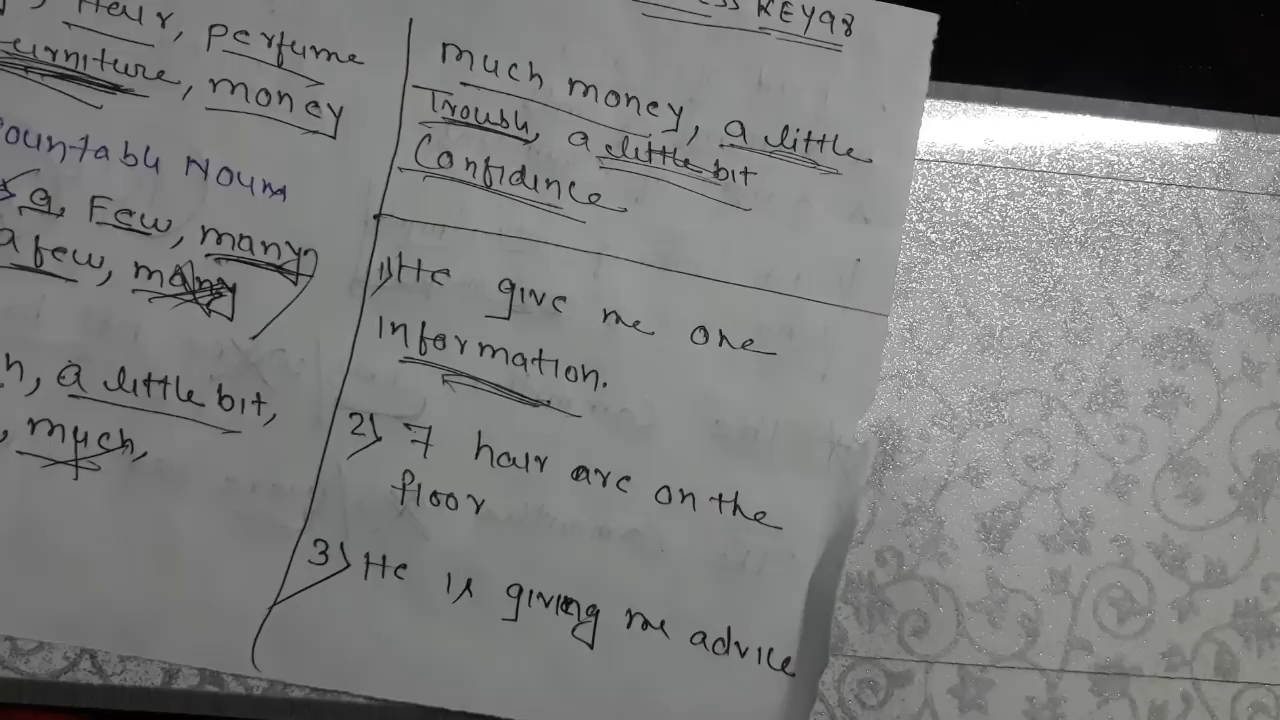 Hair, perfume
furniture, money
Countable Nouns
e.g. Few, many,
a few, many
a little bit,
, much,
KEY98
much money, a little
Trouble, a little bit
Confidence
1) He give me one
information.
2) 7 hair are on the
floor
3) He is giving me advice